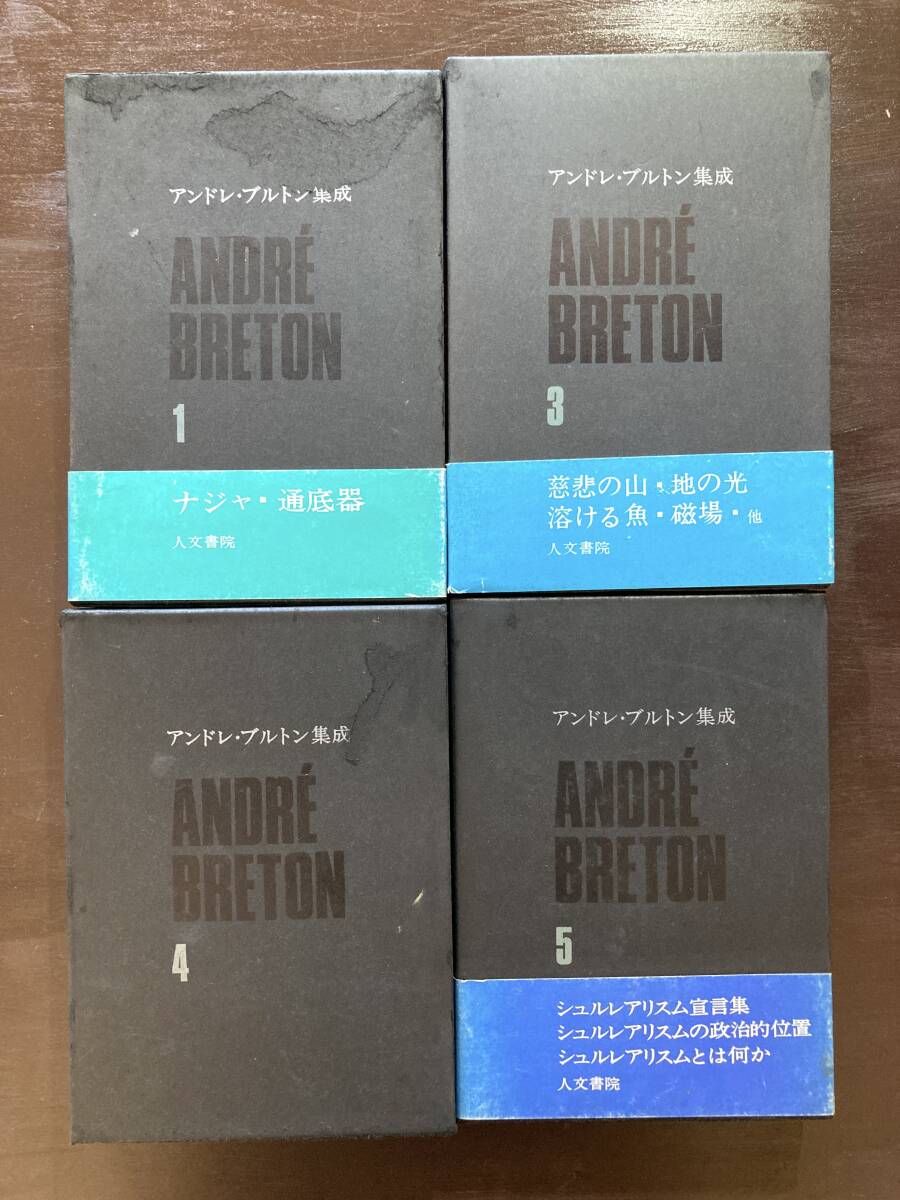 アンドレ・ブルトン集成
ANDRÉ
BRETON
1
ナジャ・通底器
人文書院
アンドレ・ブルトン集成
ANDRÉ
BRETON
3
慈悲の山・地の光
溶ける魚・磁場・他
人文書院
アンドレ・ブルトン集成
ANDRÉ
BRETON
4
アンドレ・ブルトン集成
ANDRÉ
BRETON
5
シュルレアリスム宣言集
シュルレアリスムの政治的位置
シュルレアリスムとは何か
人文書院